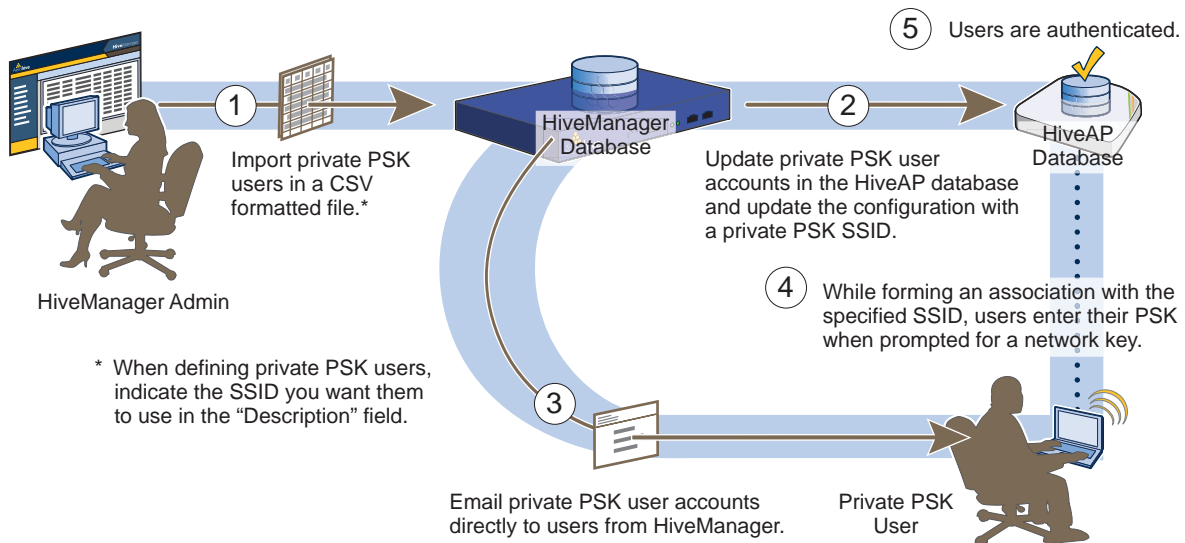 5 Users are authenticated.
1
2
HiveManager
Database
HiveAP
Database
Import private PSK
users in a CSV
formatted file.*
Update private PSK user
accounts in the HiveAP database
and update the configuration with
a private PSK SSID.
HiveManager Admin
4 While forming an association with the
specified SSID, users enter their PSK
when prompted for a network key.
* When defining private PSK users,
indicate the SSID you want them
to use in the “Description” field.
3
Email private PSK user accounts
directly to users from HiveManager.
Private PSK
User